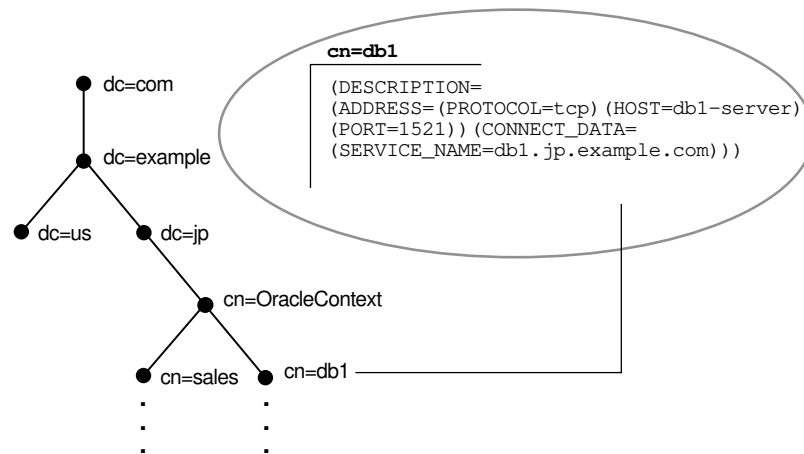 cn=db1
(DESCRIPTION=
(ADDRESS=(PROTOCOL=tcp)(HOST=db1-server)
(PORT=1521))(CONNECT_DATA=
(SERVICE_NAME=db1.jp.example.com)))
dc=com
dc=example
dc=us
dc=jp
cn=OracleContext
cn=sales
cn=db1